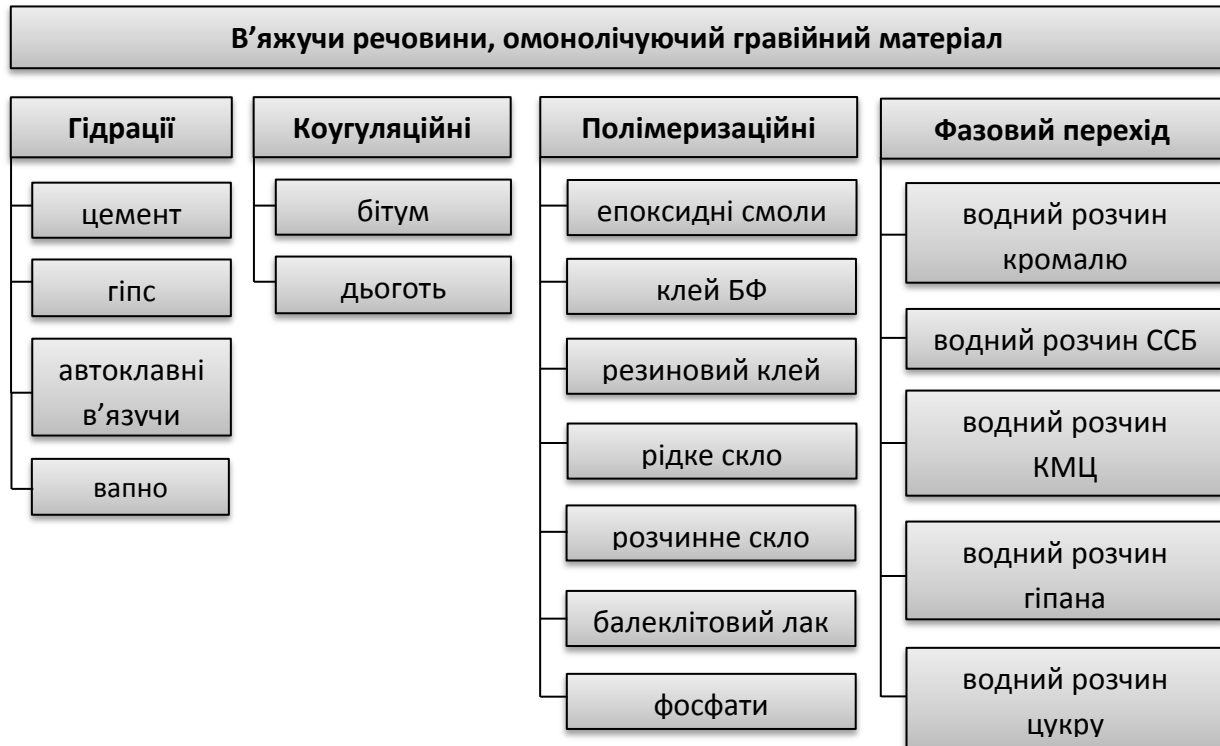 В’яжучи речовини, омонолічуючий гравійний матеріал
Гідрації
цемент
гіпс
автоклавні
в’язучи
вапно
Коугуляційні
бітум
дьоготь
Полімеризаційні
епоксидні смоли
клей БФ
резиновий клей
рідке скло
розчинне скло
балеклітовий лак
фосфати
Фазовий перехід
водний розчин
кромалю
водний розчин ССБ
водний розчин
КМЦ
водний розчин
гіпана
водний розчин
цукру